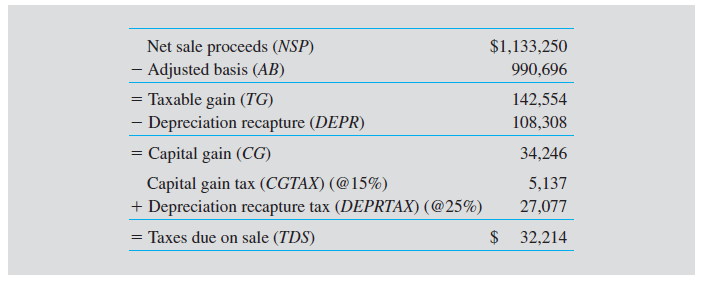 Net sale proceeds (NSP) $1,133,250
− Adjusted basis (AB) 990,696
= Taxable gain (TG) 142,554
− Depreciation recapture (DEPR) 108,308
= Capital gain (CG) 34,246
Capital gain tax (CGTAX) (@15%) 5,137
+ Depreciation recapture tax (DEPRTAX) (@25%) 27,077
= Taxes due on sale (TDS) $ 32,214